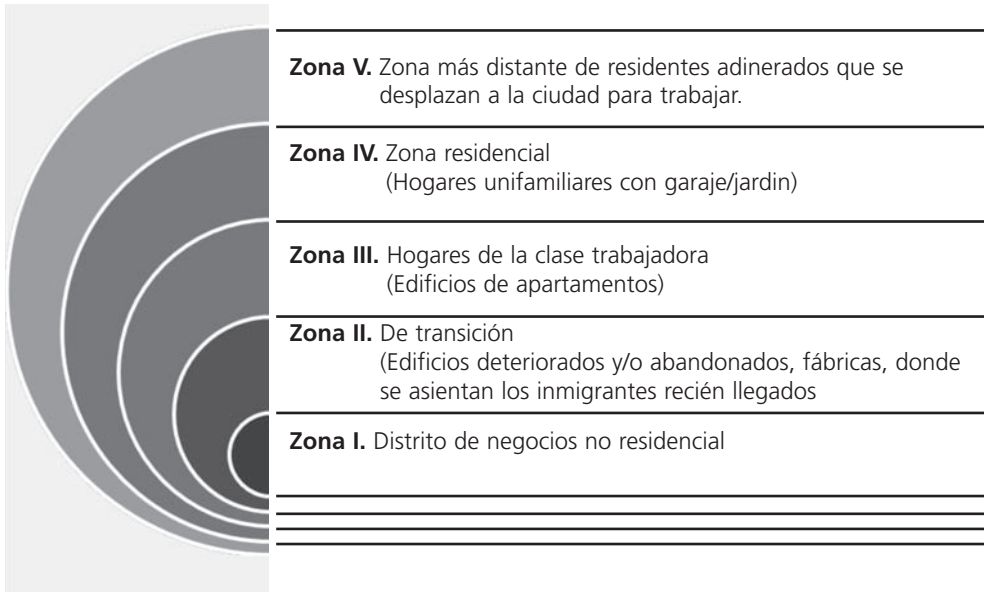 Zona V. Zona más distante de residentes adinerados que se
desplazan a la ciudad para trabajar.
Zona IV. Zona residencial
(Hogares unifamiliares con garaje/jardin)
Zona III. Hogares de la clase trabajadora
(Edificios de apartamentos)
Zona II. De transición
(Edificios deteriorados y/o abandonados, fábricas, donde
se asientan los inmigrantes recién llegados
Zona I. Distrito de negocios no residencial